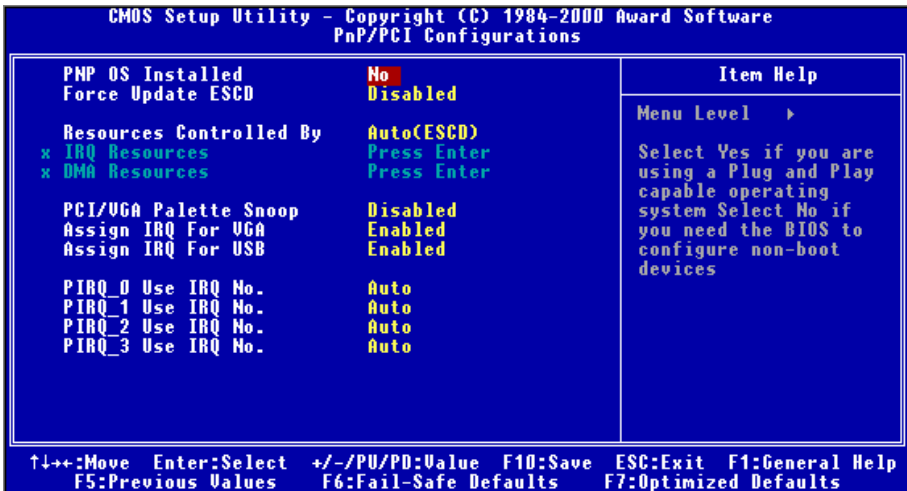 CMOS Setup Utility - Copyright (C) 1984-2000 Award Software
PnP/PCI Configurations
PNP OS Installed No
Force Update ESCD Disabled
Resources Controlled By Auto(ESCD)
x IRQ Resources Press Enter
x DMA Resources Press Enter
PCI/VGA Palette Snoop Disabled
Assign IRQ For VGA Enabled
Assign IRQ For USB Enabled
PIRQ_0 Use IRQ No. Auto
PIRQ_1 Use IRQ No. Auto
PIRQ_2 Use IRQ No. Auto
PIRQ_3 Use IRQ No. Auto
Item Help
Menu Level ▸
Select Yes if you are
using a Plug and Play
capable operating
system Select No if
you need the BIOS to
configure non-boot
devices
↑↓→←:Move Enter:Select +/-/PU/PD:Value F10:Save ESC:Exit F1:General Help
F5:Previous Values F6:Fail-Safe Defaults F7:Optimized Defaults